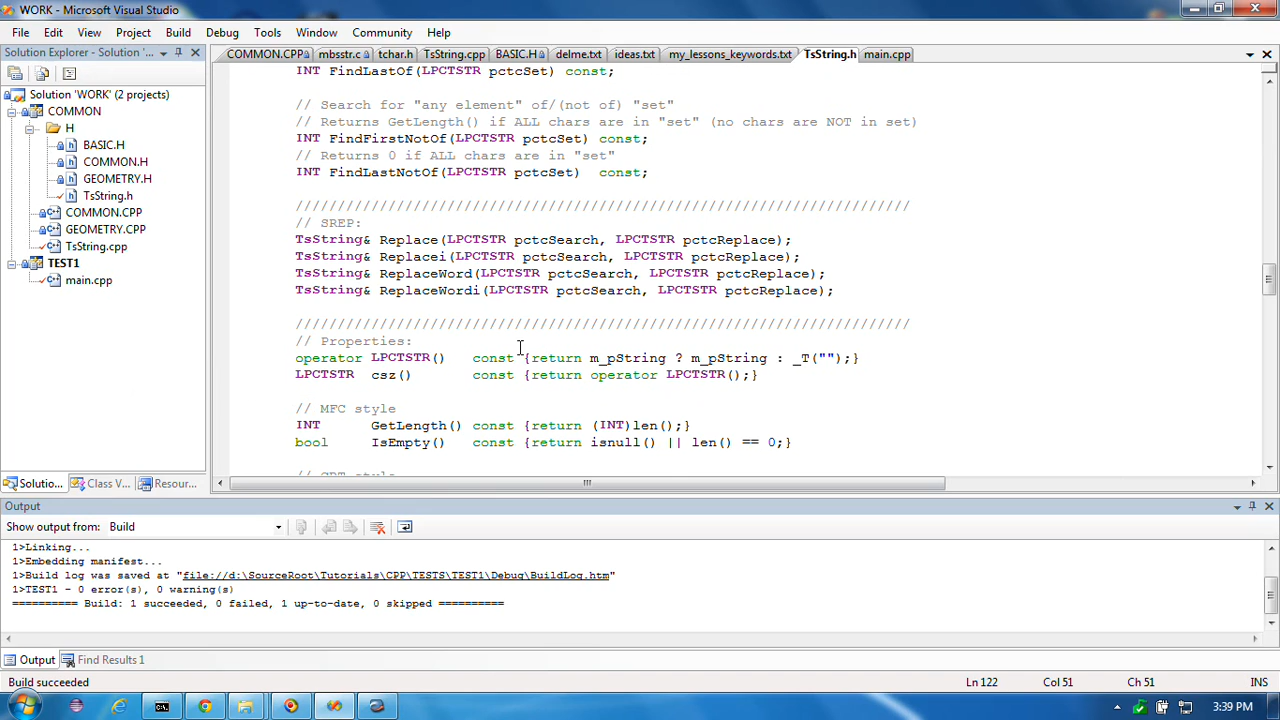 WORK - Microsoft Visual Studio
File Edit View Project Build Debug Tools Window Community Help
Solution Explorer - Solution '...
COMMON.CPP mbsstr.c tchar.h TsString.cpp BASIC.H delme.txt ideas.txt my_lessons_keywords.txt TsString.h main.cpp
Solution 'WORK' (2 projects)
COMMON
H
BASIC.H
COMMON.H
GEOMETRY.H
TsString.h
COMMON.CPP
GEOMETRY.CPP
TsString.cpp
TEST1
main.cpp
Solutio... Class V... Resour...
INT FindLastOf(LPCTSTR pctcSet) const;
// Search for "any element" of/(not of) "set"
// Returns GetLength() if ALL chars are in "set" (no chars are NOT in set)
INT FindFirstNotOf(LPCTSTR pctcSet) const;
// Returns 0 if ALL chars are in "set"
INT FindLastNotOf(LPCTSTR pctcSet) const;
/////////////////////////////////////////////////////////////////////////
// SREP:
TsString& Replace(LPCTSTR pctcSearch, LPCTSTR pctcReplace);
TsString& Replacei(LPCTSTR pctcSearch, LPCTSTR pctcReplace);
TsString& ReplaceWord(LPCTSTR pctcSearch, LPCTSTR pctcReplace);
TsString& ReplaceWordi(LPCTSTR pctcSearch, LPCTSTR pctcReplace);
/////////////////////////////////////////////////////////////////////////
// Properties:
operator LPCTSTR() const {return m_pString ? m_pString : _T("");}
LPCTSTR csz() const {return operator LPCTSTR();}
// MFC style
INT GetLength() const {return (INT)len();}
bool IsEmpty() const {return isnull() || len() == 0;}
Output
Show output from: Build
1>Linking...
1>Embedding manifest...
1>Build log was saved at "file://d:\SourceRoot\Tutorials\CPP\TESTS\TEST1\Debug\BuildLog.htm"
1>TEST1 - 0 error(s), 0 warning(s)
========== Build: 1 succeeded, 0 failed, 1 up-to-date, 0 skipped ==========
Output Find Results 1
Build succeeded Ln 122 Col 51 Ch 51 INS
3:39 PM